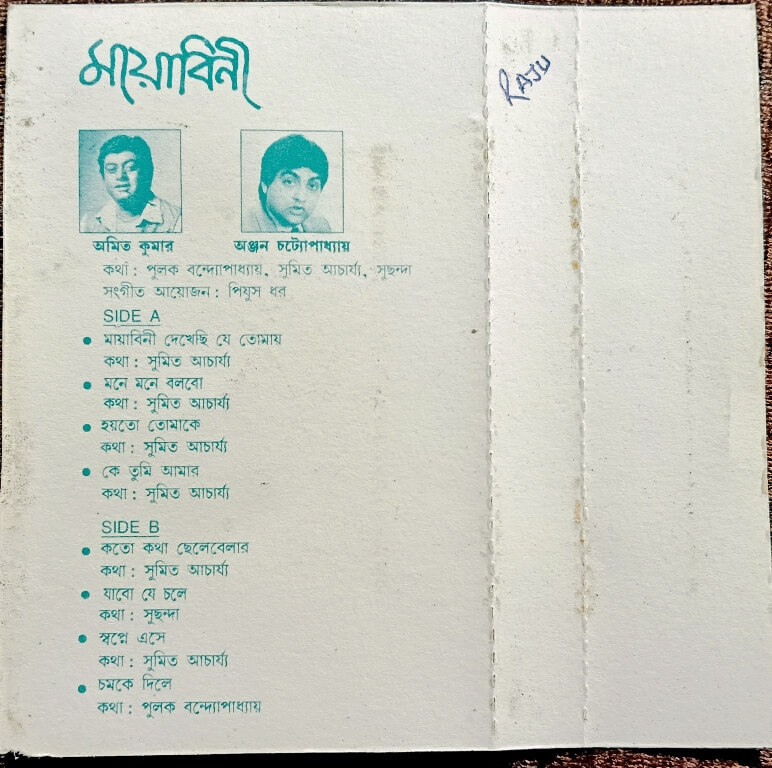 মায়াবিনী
RAJU
অমিত কুমার
অঞ্জন চট্টোপাধ্যায়
কথা : পুলক বন্দ্যোপাধ্যায়, সুমিত আচার্য্য, সুছন্দা
সংগীত আয়োজন : পিযুস ধর
SIDE A
• মায়াবিনী দেখেছি যে তোমায়
কথা : সুমিত আচার্য্য
• মনে মনে বলবো
কথা : সুমিত আচার্য্য
• হয়তো তোমাকে
কথা : সুমিত আচার্য্য
• কে তুমি আমার
কথা : সুমিত আচার্য্য
SIDE B
• কতো কথা ছেলেবেলার
কথা : সুমিত আচার্য্য
• যাবো যে চলে
কথা : সুছন্দা
• স্বপ্নে এসে
কথা : সুমিত আচার্য্য
• চমকে দিলে
কথা : পুলক বন্দ্যোপাধ্যায়